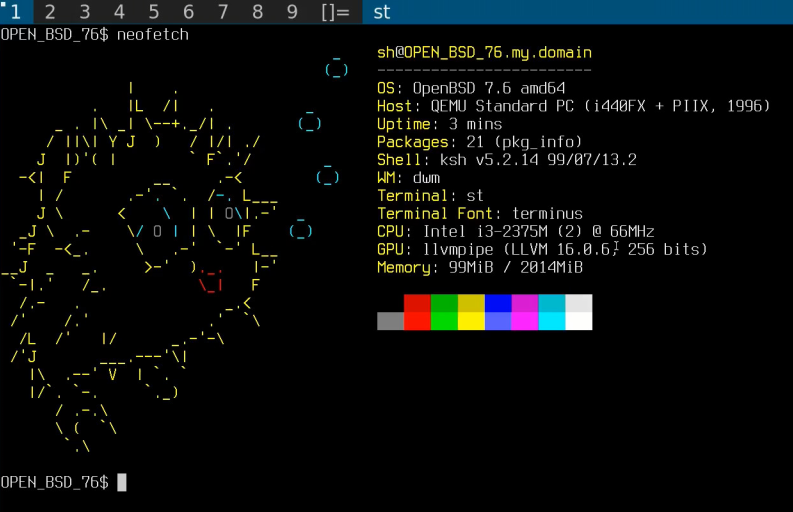 1 2 3 4 5 6 7 8 9 []= st
OPEN_BSD_76$ neofetch
sh@OPEN_BSD_76.my.domain
------------------------
OS: OpenBSD 7.6 amd64
Host: QEMU Standard PC (i440FX + PIIX, 1996)
Uptime: 3 mins
Packages: 21 (pkg_info)
Shell: ksh v5.2.14 99/07/13.2
WM: dwm
Terminal: st
Terminal Font: terminus
CPU: Intel i3-2375M (2) @ 66MHz
GPU: llvmpipe (LLVM 16.0.6, 256 bits)
Memory: 99MiB / 2014MiB
OPEN_BSD_76$